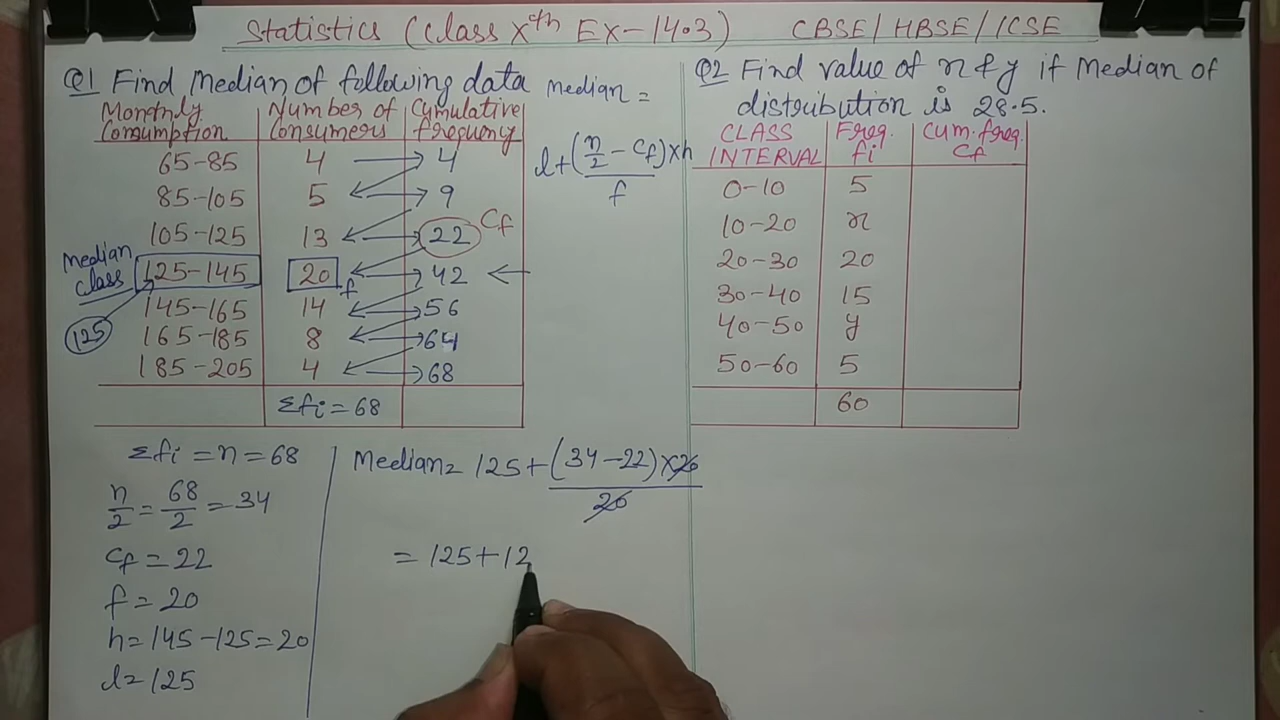 Statistics (Class Xth Ex-14.3) CBSE/HBSE/ICSE
Q1 Find Median of following data
Monthly Consumption | Number of Consumers | Cumulative frequency
65-85 4 4
85-105 5 9
105-125 13 22 Cf
median class 125-145 20 f 42
125
145-165 14 56
165-185 8 64
185-205 4 68
Σfi = 68
Median =
l+(n/2 - Cf)×h / f
Σfi = n = 68
n/2 = 68/2 = 34
Cf = 22
f = 20
h = 145-125 = 20
l = 125
Median = 125+(34-22)×20 / 20
= 125+12
Q2 Find value of x & y if Median of
distribution is 28.5.
CLASS INTERVAL | Freq. fi | Cum. freq. Cf
0-10 5
10-20 x
20-30 20
30-40 15
40-50 y
50-60 5
60